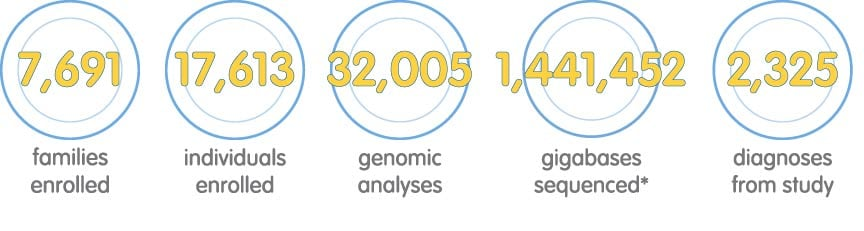 7,691 17,613 32,005 1,441,452 2,325
families individuals genomic gigabases diagnoses
enrolled enrolled analyses sequenced* from study